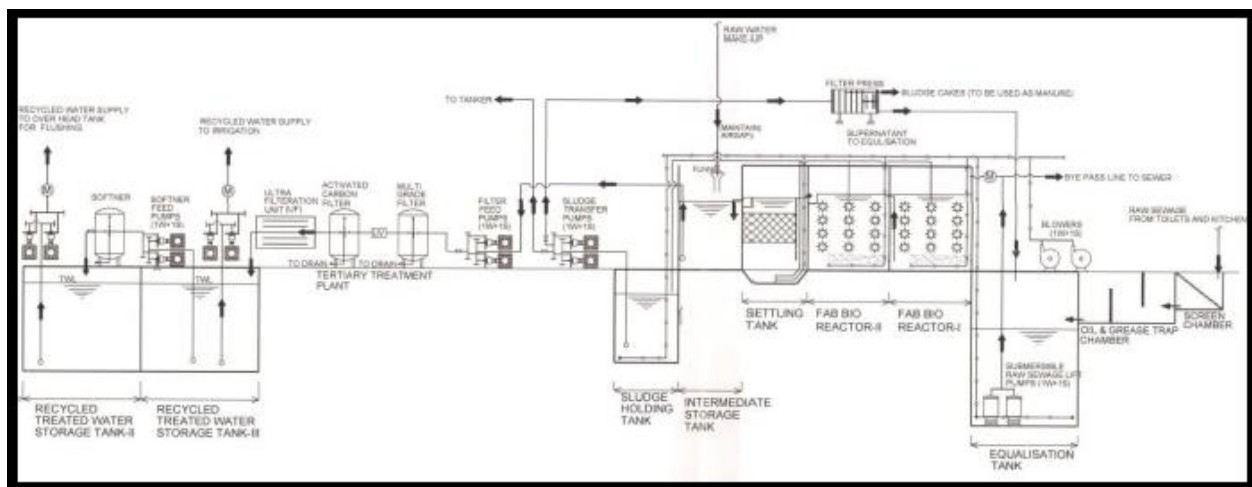 RAW WATER
MAKE-UP
RECYCLED WATER SUPPLY
TO OVER HEAD TANK
FOR FLUSHING
RECYCLED WATER SUPPLY
TO IRRIGATION
TO TANKER
FILTER PRESS
SLUDGE CAKES (TO BE USED AS MANURE)
MAINTAIN
AIRGAP
SUPERNATANT
TO EQULISATION
FUNNEL
M
M
M
BYE PASS LINE TO SEWER
SOFTNER
SOFTNER
FEED
PUMPS
(1W+1S)
ULTRA
FILTERATION
UNIT (UF)
ACTIVATED
CARBON
FILTER
MULTI
GRADE
FILTER
UV
FILTER
FEED
PUMPS
(1W+1S)
SLUDGE
TRANSFER
PUMPS
(1W+1S)
BLOWERS
(1W+1S)
RAW SEWAGE
FROM TOILETS AND KITCHEN
TO DRAIN
TO DRAIN
TERTIARY TREATMENT
PLANT
TWL
TWL
SETTLING
TANK
FAB BIO
REACTOR-II
FAB BIO
REACTOR-I
OIL & GREASE TRAP
CHAMBER
SCREEN
CHAMBER
SUBMERSIBLE
RAW SEWAGE LIFT
PUMPS (1W+1S)
RECYCLED
TREATED WATER
STORAGE TANK-II
RECYCLED
TREATED WATER
STORAGE TANK-III
SLUDGE
HOLDING
TANK
INTERMEDIATE
STORAGE
TANK
EQUALISATION
TANK